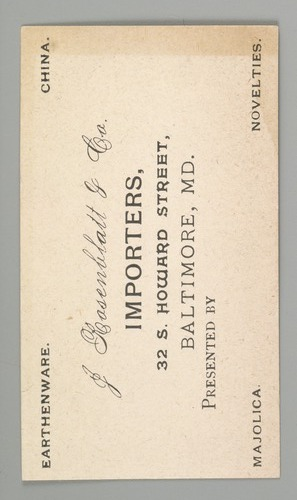 EARTHENWARE. CHINA.
J. Rosenblatt & Co.
IMPORTERS,
32 S. HOWARD STREET,
BALTIMORE, MD.
PRESENTED BY
MAJOLICA. NOVELTIES.